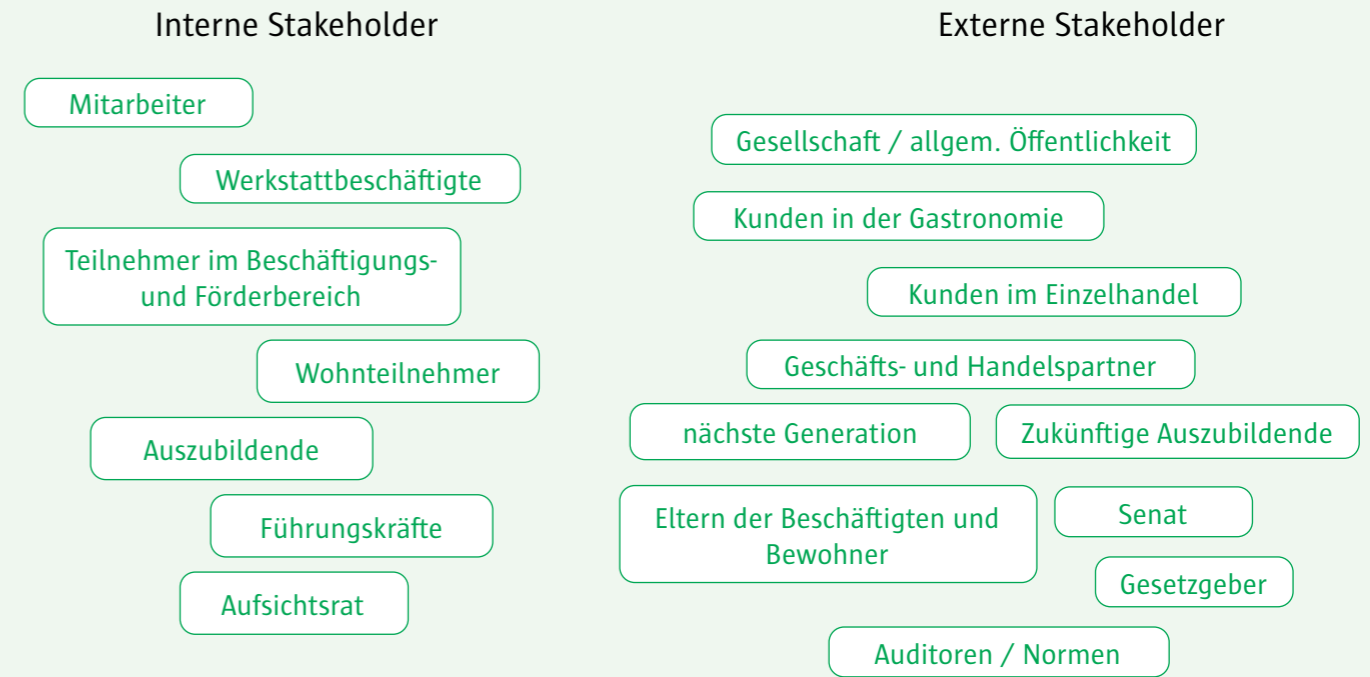 Interne Stakeholder
Mitarbeiter
Werkstattbeschäftigte
Teilnehmer im Beschäftigungs-
und Förderbereich
Wohnteilnehmer
Auszubildende
Führungskräfte
Aufsichtsrat
Externe Stakeholder
Gesellschaft / allgem. Öffentlichkeit
Kunden in der Gastronomie
Kunden im Einzelhandel
Geschäfts- und Handelspartner
nächste Generation
Zukünftige Auszubildende
Eltern der Beschäftigten und
Bewohner
Senat
Gesetzgeber
Auditoren / Normen